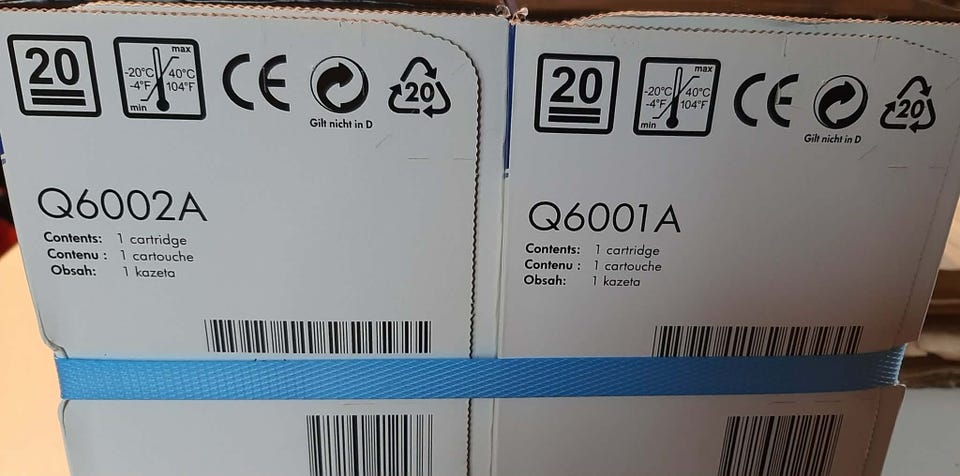 20
max
-20°C 40°C
-4°F 104°F
min
CE
20
Gilt nicht in D
Q6002A
Contents: 1 cartridge
Contenu : 1 cartouche
Obsah: 1 kazeta
20
max
-20°C 40°C
-4°F 104°F
min
CE
20
Gilt nicht in D
Q6001A
Contents: 1 cartridge
Contenu : 1 cartouche
Obsah: 1 kazeta